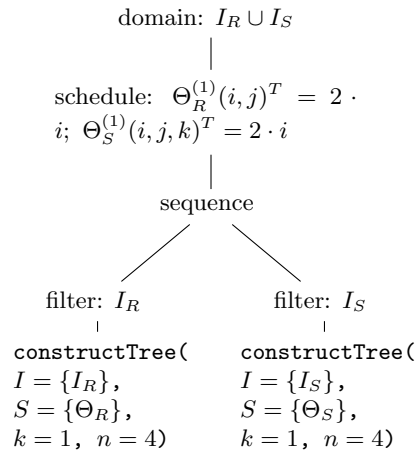 domain: I_R ∪ I_S
schedule: Θ_R^{(1)}(i, j)^T = 2 ·
i; Θ_S^{(1)}(i, j, k)^T = 2 · i
sequence
filter: I_R
filter: I_S
constructTree(
I = {I_R},
S = {Θ_R},
k = 1, n = 4)
constructTree(
I = {I_S},
S = {Θ_S},
k = 1, n = 4)